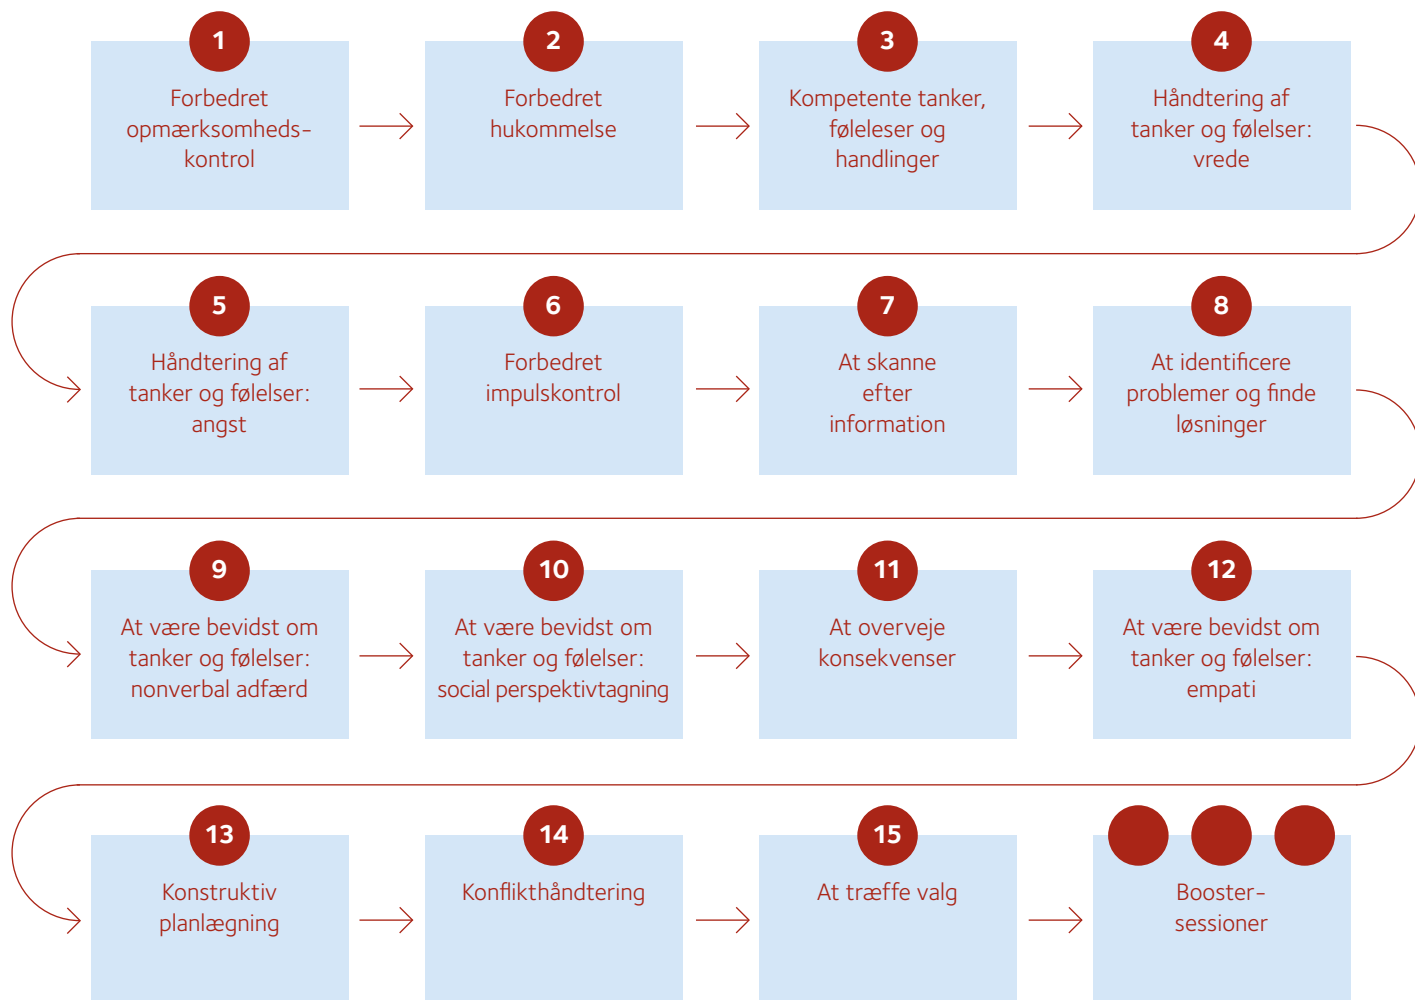 1
Forbedret
opmærksomheds-
kontrol
2
Forbedret
hukommelse
3
Kompetente tanker,
føleleser og
handlinger
4
Håndtering af
tanker og følelser:
vrede
5
Håndtering af
tanker og følelser:
angst
6
Forbedret
impulskontrol
7
At skanne
efter
information
8
At identificere
problemer og finde
løsninger
9
At være bevidst om
tanker og følelser:
nonverbal adfærd
10
At være bevidst om
tanker og følelser:
social perspektivtagning
11
At overveje
konsekvenser
12
At være bevidst om
tanker og følelser:
empati
13
Konstruktiv
planlægning
14
Konflikthåndtering
15
At træffe valg
Booster-
sessioner